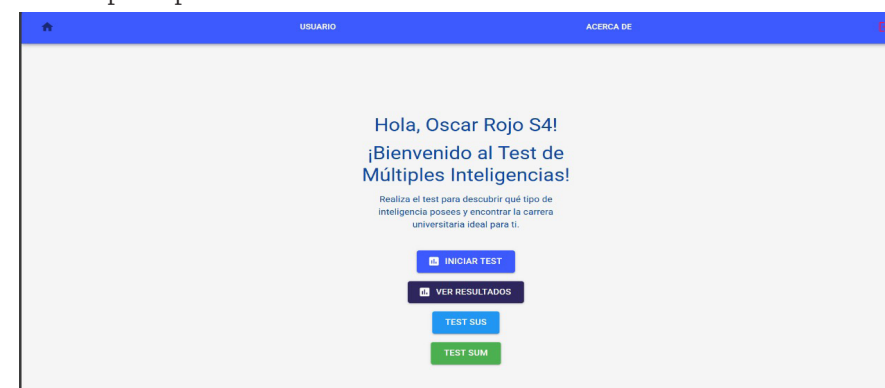 USUARIO ACERCA DE
Hola, Oscar Rojo S4!
¡Bienvenido al Test de
Múltiples Inteligencias!
Realiza el test para descubrir qué tipo de
inteligencia posees y encontrar la carrera
universitaria ideal para ti.
INICIAR TEST
VER RESULTADOS
TEST SUS
TEST SUM